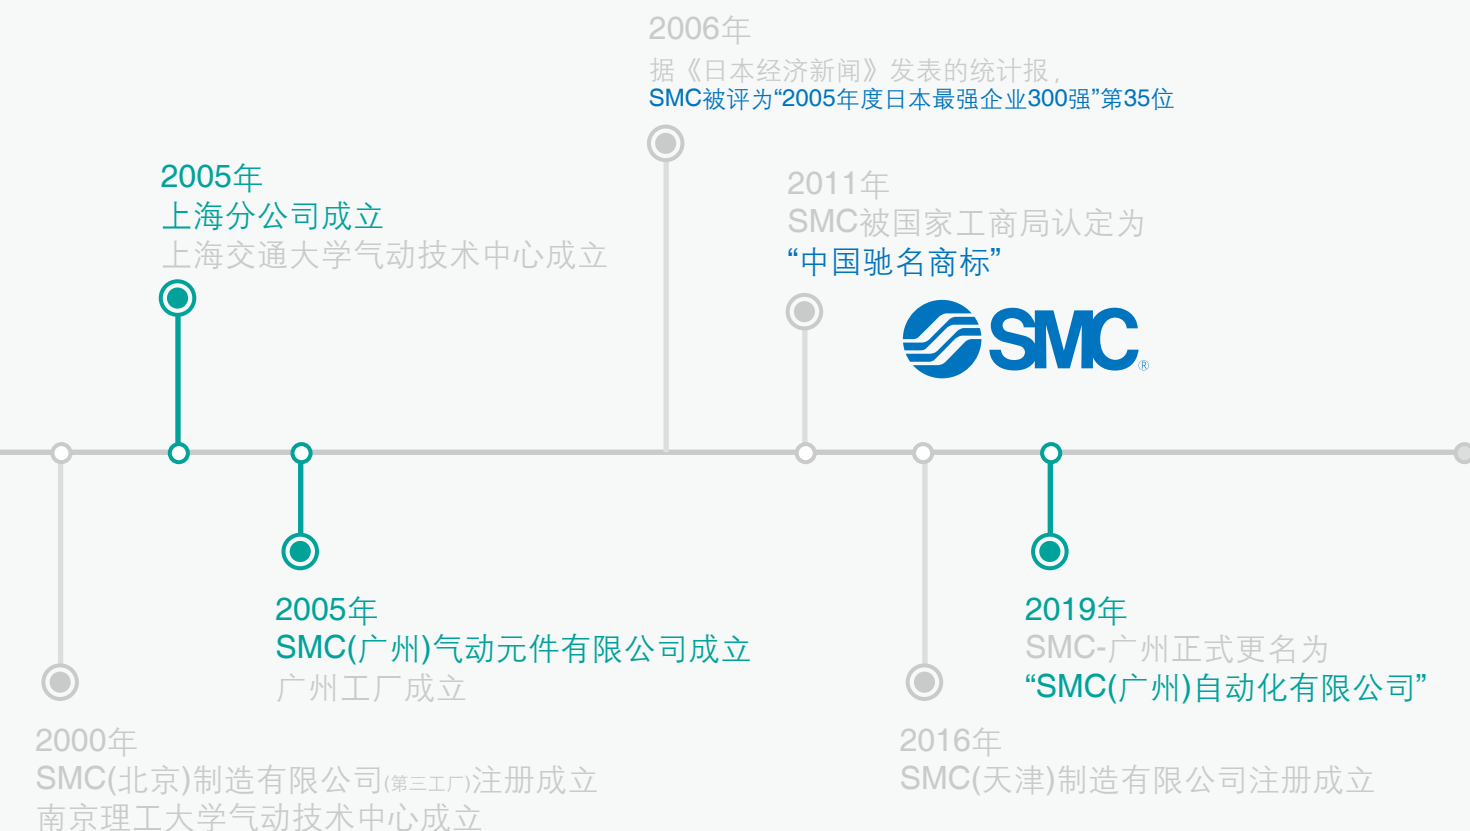 2006年
据《日本经济新闻》发表的统计报,
SMC被评为“2005年度日本最强企业300强”第35位
2005年
上海分公司成立
上海交通大学气动技术中心成立
2011年
SMC被国家工商局认定为
“中国驰名商标”
SMC®
2005年
SMC(广州)气动元件有限公司成立
广州工厂成立
2019年
SMC-广州正式更名为
“SMC(广州)自动化有限公司”
2000年
SMC(北京)制造有限公司(第三工厂)注册成立
南京理工大学气动技术中心成立
2016年
SMC(天津)制造有限公司注册成立